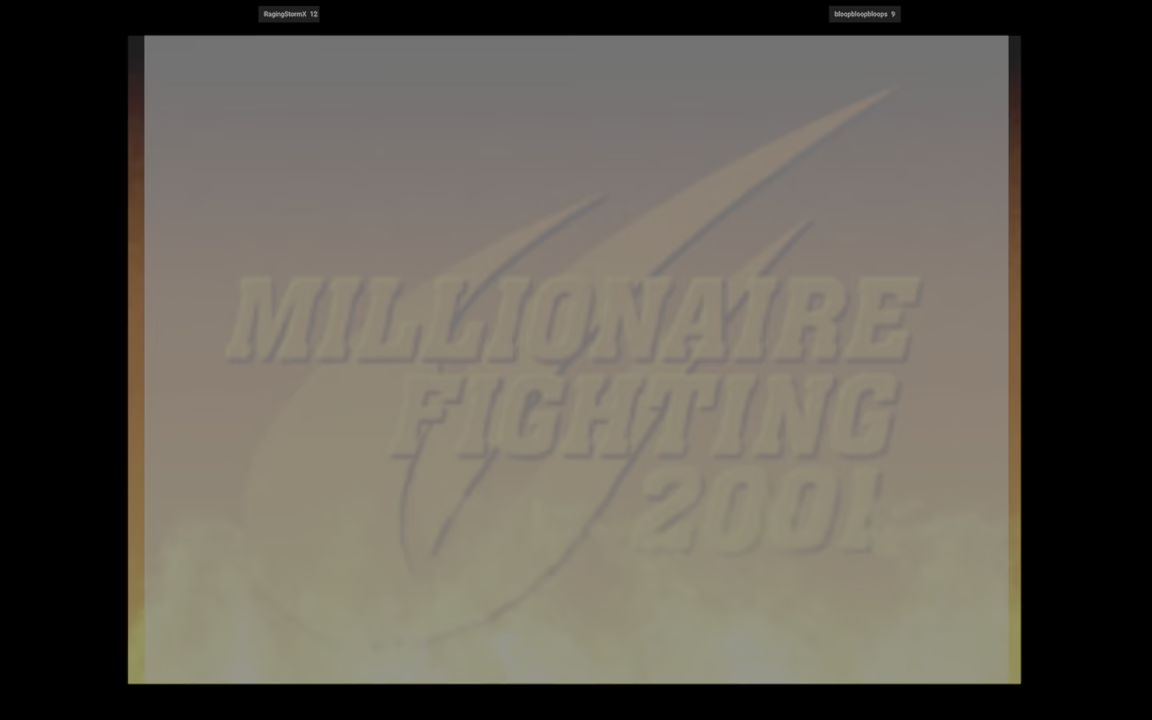 RagingStormX 12
bloopbloopbloops 9
MILLIONAIRE
FIGHTING
2001